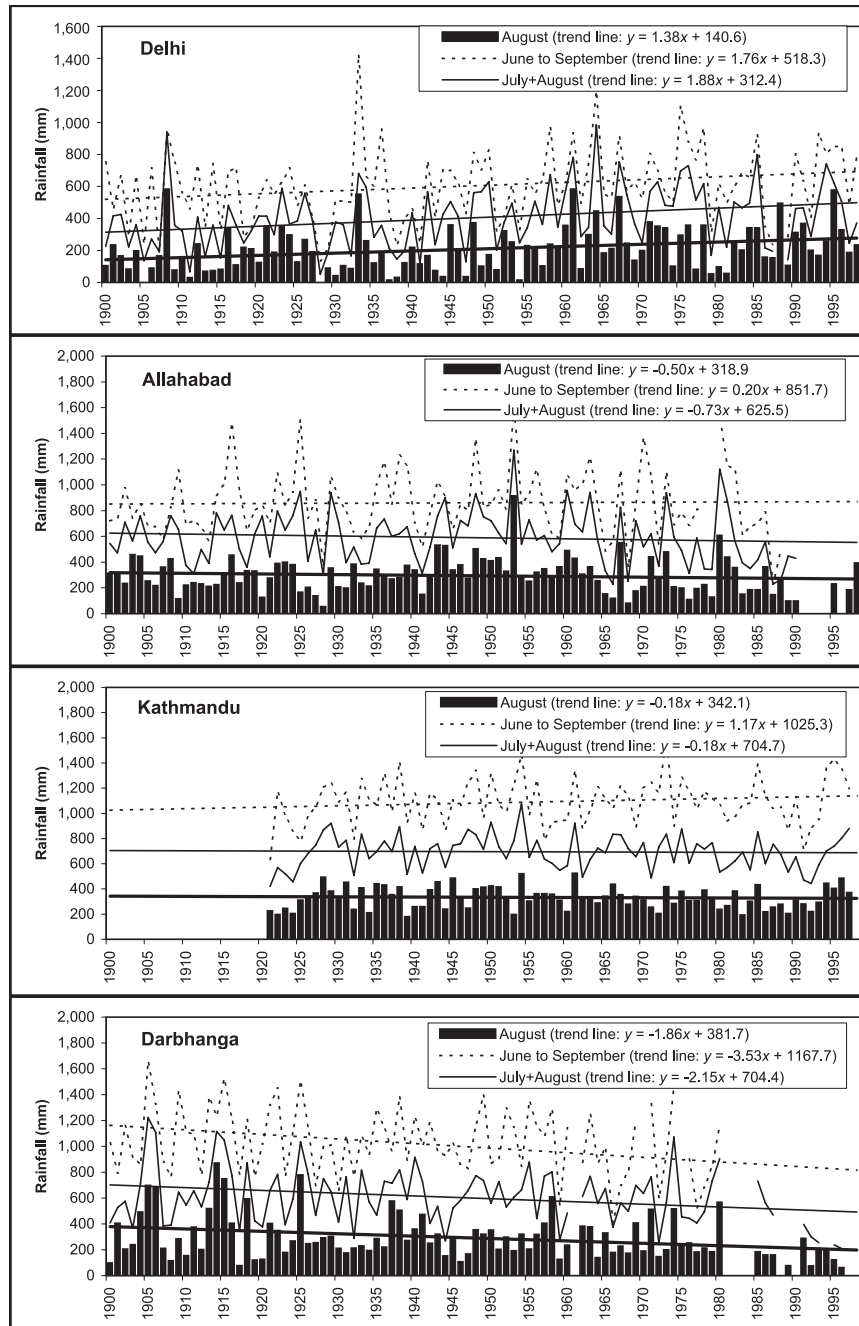 Delhi
August (trend line: y = 1.38x + 140.6)
June to September (trend line: y = 1.76x + 518.3)
July+August (trend line: y = 1.88x + 312.4)
Rainfall (mm)
1,600
1,400
1,200
1,000
800
600
400
200
0
1900 1905 1910 1915 1920 1925 1930 1935 1940 1945 1950 1955 1960 1965 1970 1975 1980 1985 1990 1995
Allahabad
August (trend line: y = -0.50x + 318.9
June to September (trend line: y = 0.20x + 851.7)
July+August (trend line: y = -0.73x + 625.5)
Rainfall (mm)
2,000
1,800
1,600
1,400
1,200
1,000
800
600
400
200
0
1900 1905 1910 1915 1920 1925 1930 1935 1940 1945 1950 1955 1960 1965 1970 1975 1980 1985 1990 1995
Kathmandu
August (trend line: y = -0.18x + 342.1)
June to September (trend line: y = 1.17x + 1025.3)
July+August (trend line: y = -0.18x + 704.7)
Rainfall (mm)
2,000
1,800
1,600
1,400
1,200
1,000
800
600
400
200
0
1900 1905 1910 1915 1920 1925 1930 1935 1940 1945 1950 1955 1960 1965 1970 1975 1980 1985 1990 1995
Darbhanga
August (trend line: y = -1.86x + 381.7)
June to September (trend line: y = -3.53x + 1167.7)
July+August (trend line: y = -2.15x + 704.4)
Rainfall (mm)
2,000
1,800
1,600
1,400
1,200
1,000
800
600
400
200
0
1900 1905 1910 1915 1920 1925 1930 1935 1940 1945 1950 1955 1960 1965 1970 1975 1980 1985 1990 1995